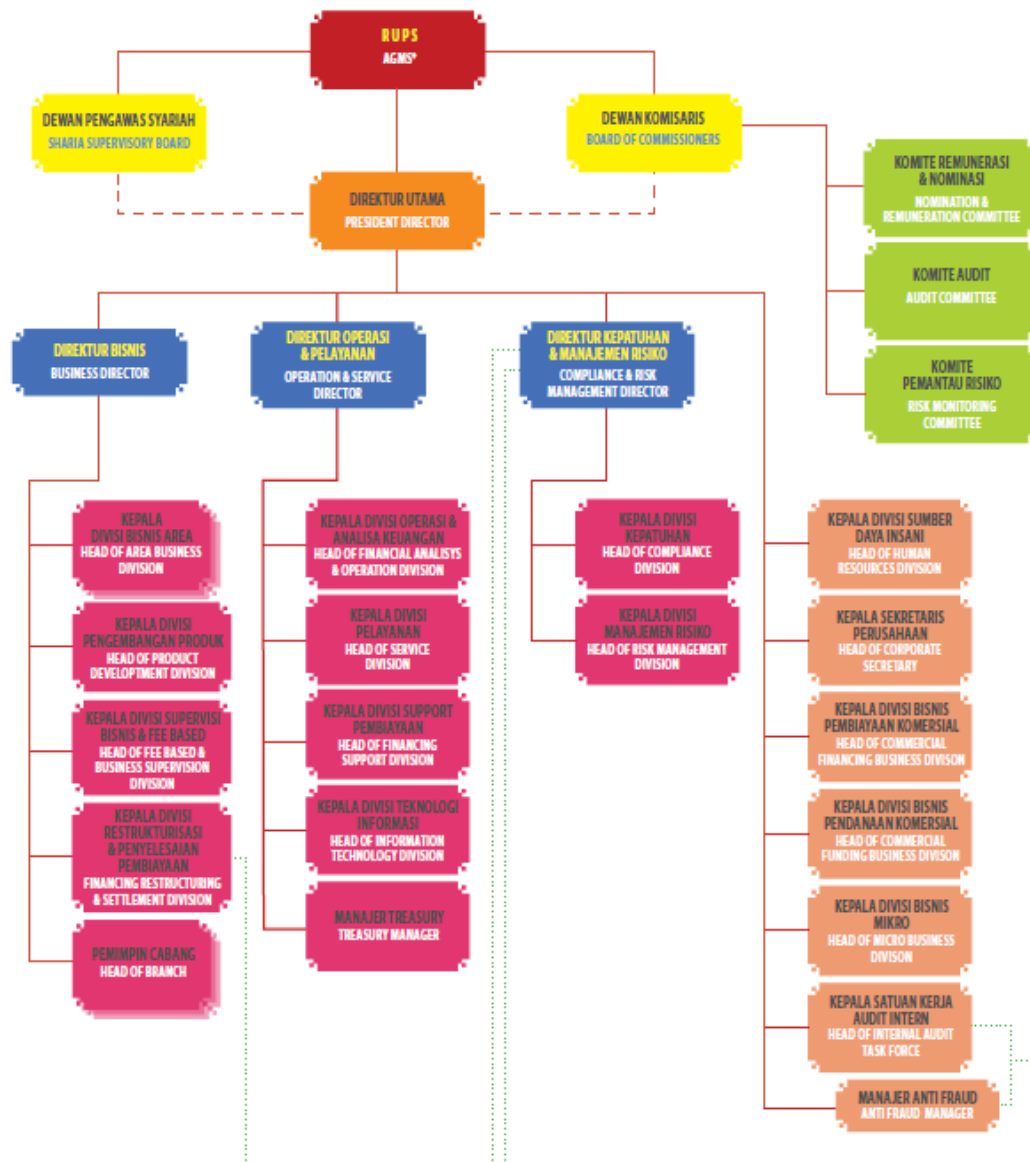 RUPS
AGMS*
DEWAN PENGAWAS SYARIAH
SHARIA SUPERVISORY BOARD
DEWAN KOMISARIS
BOARD OF COMMISSIONERS
DIREKTUR UTAMA
PRESIDENT DIRECTOR
KOMITE REMUNERASI
& NOMINASI
NOMINATION &
REMUNERATION COMMITTEE
KOMITE AUDIT
AUDIT COMMITTEE
KOMITE
PEMANTAU RISIKO
RISK MONITORING
COMMITTEE
DIREKTUR BISNIS
BUSINESS DIRECTOR
DIREKTUR OPERASI
& PELAYANAN
OPERATION & SERVICE
DIRECTOR
DIREKTUR KEPATUHAN
& MANAJEMEN RISIKO
COMPLIANCE & RISK
MANAGEMENT DIRECTOR
KEPALA
DIVISI BISNIS AREA
HEAD OF AREA BUSINESS
DIVISION
KEPALA DIVISI
PENGEMBANGAN PRODUK
HEAD OF PRODUCT
DEVELOPTMENT DIVISION
KEPALA DIVISI SUPERVISI
BISNIS & FEE BASED
HEAD OF FEE BASED &
BUSINESS SUPERVISION
DIVISION
KEPALA DIVISI
RESTRUKTURISASI
& PENYELESAIAN
PEMBIAYAAN
FINANCING RESTRUCTURING
& SETTLEMENT DIVISION
PEMIMPIN CABANG
HEAD OF BRANCH
KEPALA DIVISI OPERASI &
ANALISA KEUANGAN
HEAD OF FINANCIAL ANALISYS
& OPERATION DIVISION
KEPALA DIVISI
PELAYANAN
HEAD OF SERVICE
DIVISION
KEPALA DIVISI SUPPORT
PEMBIAYAAN
HEAD OF FINANCING
SUPPORT DIVISION
KEPALA DIVISI TEKNOLOGI
INFORMASI
HEAD OF INFORMATION
TECHNOLOGY DIVISION
MANAJER TREASURY
TREASURY MANAGER
KEPALA DIVISI
KEPATUHAN
HEAD OF COMPLIANCE
DIVISION
KEPALA DIVISI
MANAJEMEN RISIKO
HEAD OF RISK MANAGEMENT
DIVISION
KEPALA DIVISI SUMBER
DAYA INSANI
HEAD OF HUMAN
RESOURCES DIVISION
KEPALA SEKRETARIS
PERUSAHAAN
HEAD OF CORPORATE
SECRETARY
KEPALA DIVISI BISNIS
PEMBIAYAAN KOMERSIAL
HEAD OF COMMERCIAL
FINANCING BUSINESS DIVISON
KEPALA DIVISI BISNIS
PENDANAAN KOMERSIAL
HEAD OF COMMERCIAL
FUNDING BUSINESS DIVISON
KEPALA DIVISI BISNIS
MIKRO
HEAD OF MICRO BUSINESS
DIVISON
KEPALA SATUAN KERJA
AUDIT INTERN
HEAD OF INTERNAL AUDIT
TASK FORCE
MANAJER ANTI FRAUD
ANTI FRAUD MANAGER